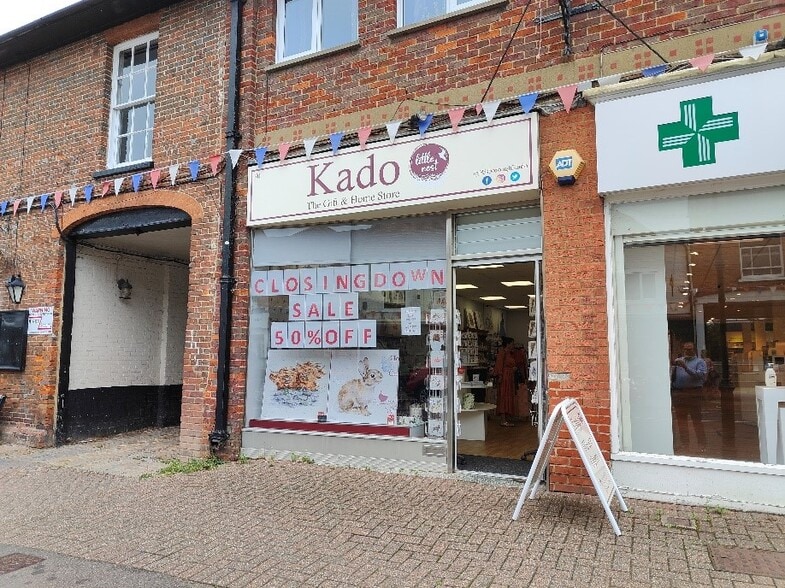 Kado
The Gift & Home Store
little
nest
ADT
CLOSING DOWN
SALE
50% OFF